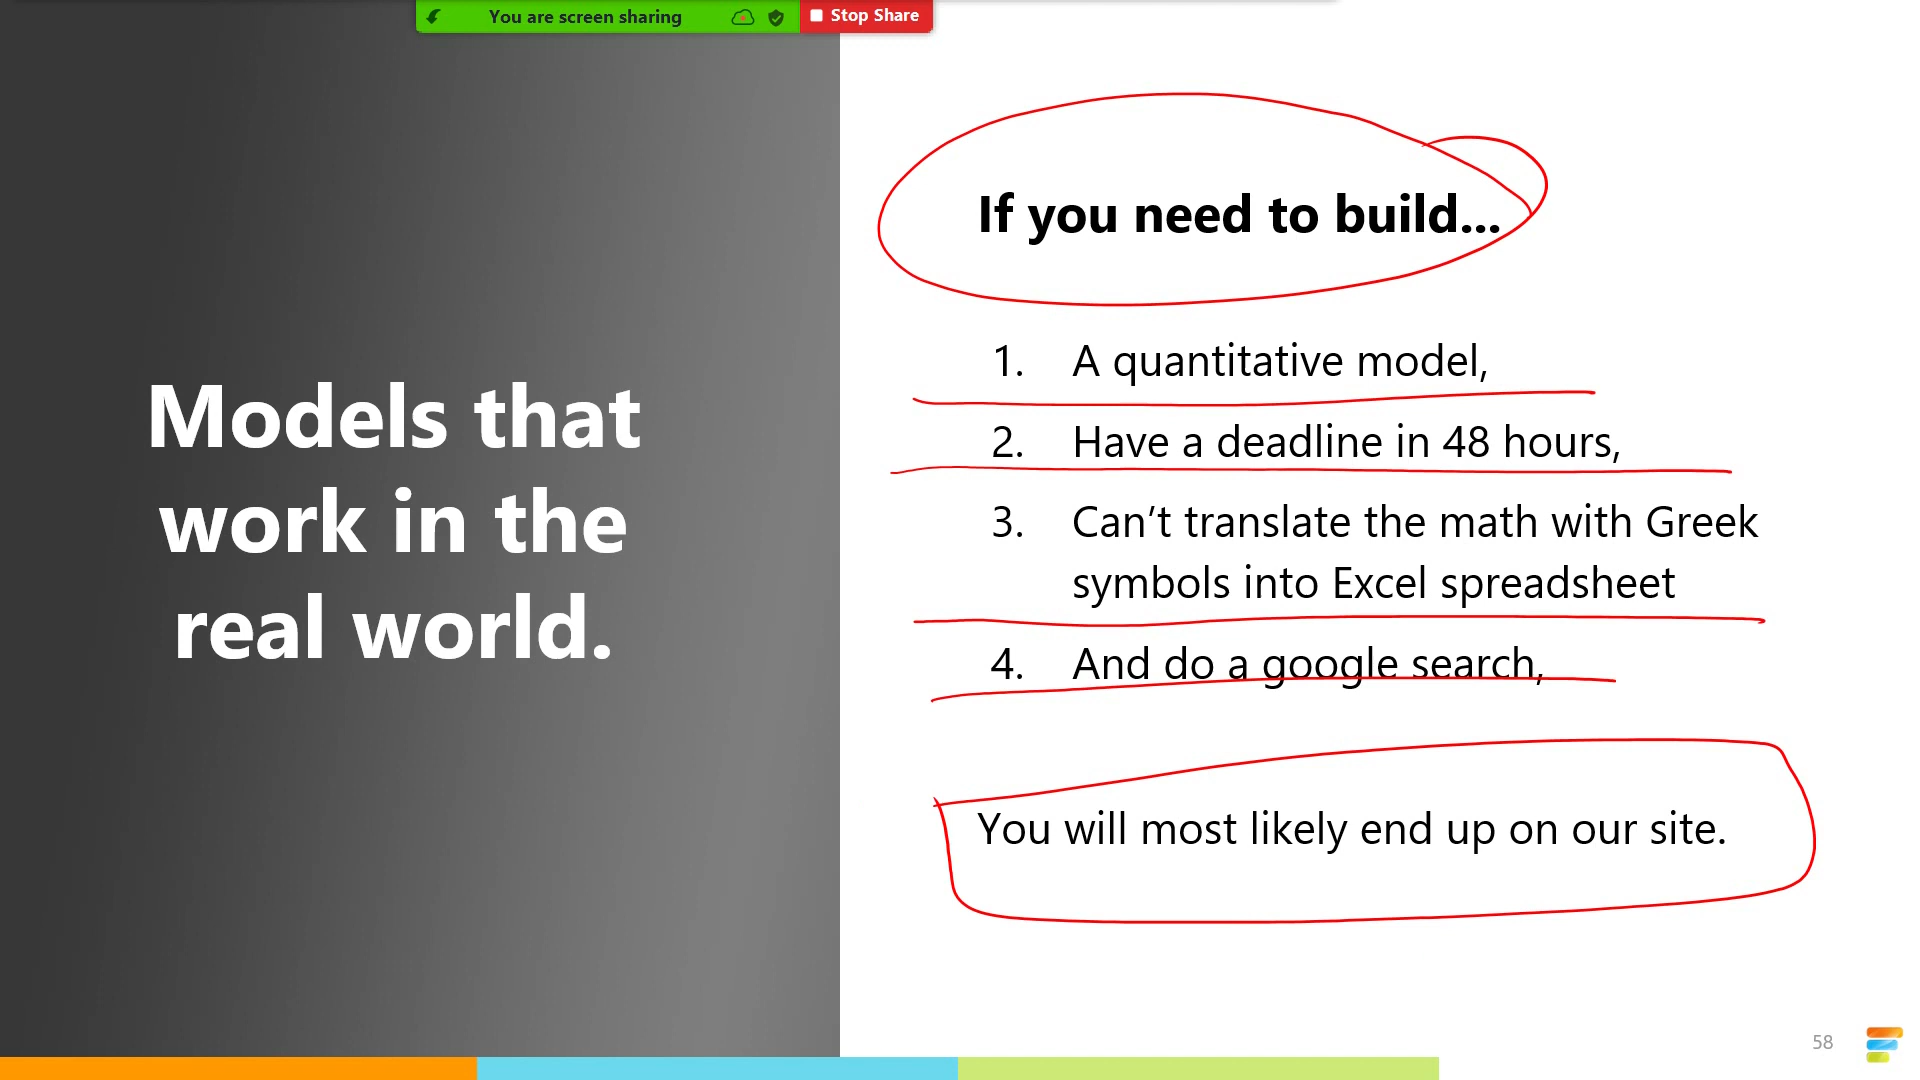 You are screen sharing
Stop Share
Models that
work in the
real world.
If you need to build...
1. A quantitative model,
2. Have a deadline in 48 hours,
3. Can’t translate the math with Greek
symbols into Excel spreadsheet
4. And do a google search,
You will most likely end up on our site.
58